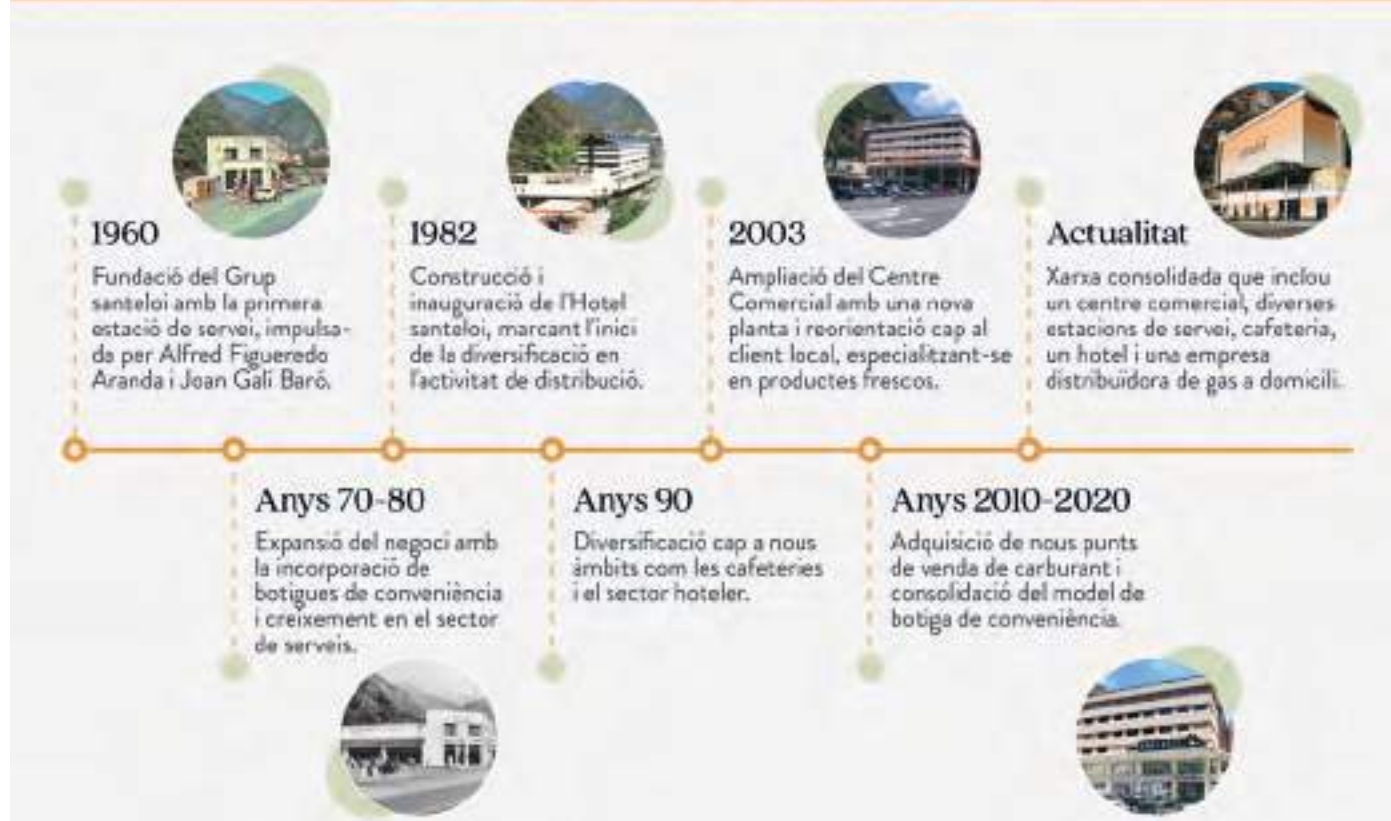 1960
Fundació del Grup
santeloi amb la primera
estació de servei, impulsa-
da per Alfred Figueredo
Aranda i Joan Galí Baró.
Anys 70-80
Expansió del negoci amb
la incorporació de
botigues de conveniència
i creixement en el sector
de serveis.
1982
Construcció i
inauguració de l'Hotel
santeloi, marcant l'inici
de la diversificació en
l'activitat de distribució.
Anys 90
Diversificació cap a nous
àmbits com les cafeteries
i el sector hoteler.
2003
Ampliació del Centre
Comercial amb una nova
planta i reorientació cap al
client local, especialitzant-se
en productes frescos.
Anys 2010-2020
Adquisició de nous punts
de venda de carburant i
consolidació del model de
botiga de conveniència.
Actualitat
Xarxa consolidada que inclou
un centre comercial, diverses
estacions de servei, cafeteria,
un hotel i una empresa
distribuïdora de gas a domicili.